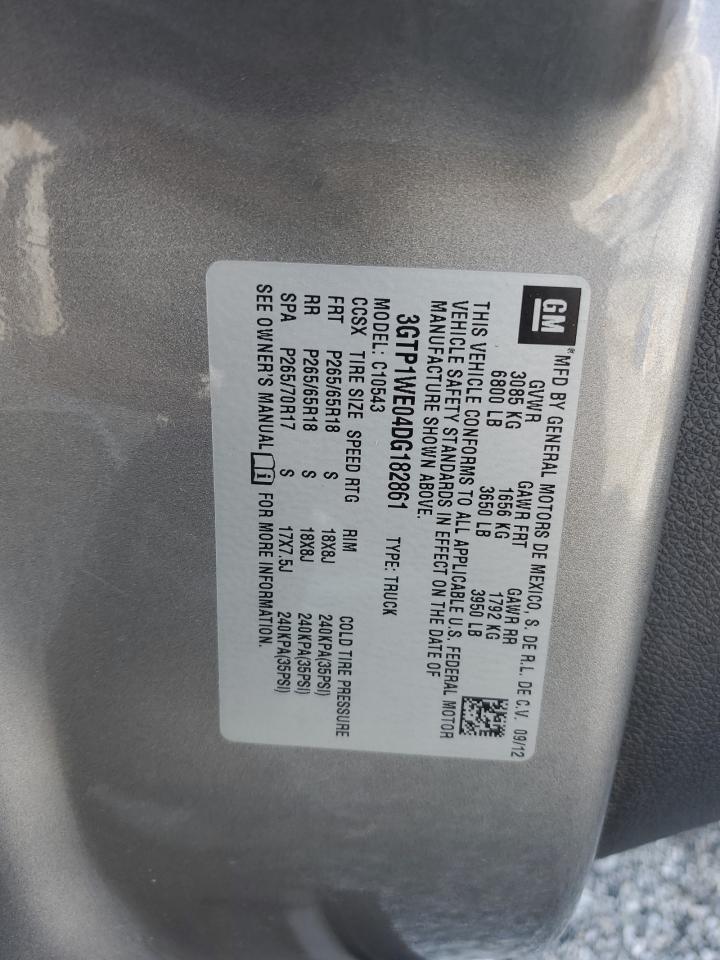 GM
® MFD BY GENERAL MOTORS DE MEXICO, S. DE R.L. DE C.V. 09/12
GVWR GAWR FRT GAWR RR
3085 KG 1656 KG 1792 KG
6800 LB 3650 LB 3950 LB
THIS VEHICLE CONFORMS TO ALL APPLICABLE U.S. FEDERAL MOTOR
VEHICLE SAFETY STANDARDS IN EFFECT ON THE DATE OF
MANUFACTURE SHOWN ABOVE.
3GTP1WE04DG182861 TYPE: TRUCK
MODEL: C10543
CCSX TIRE SIZE SPEED RTG RIM COLD TIRE PRESSURE
FRT P265/65R18 S 18X8J 240KPA(35PSI)
RR P265/65R18 S 18X8J 240KPA(35PSI)
SPA P265/70R17 S 17X7.5J 240KPA(35PSI)
SEE OWNER'S MANUAL i FOR MORE INFORMATION.